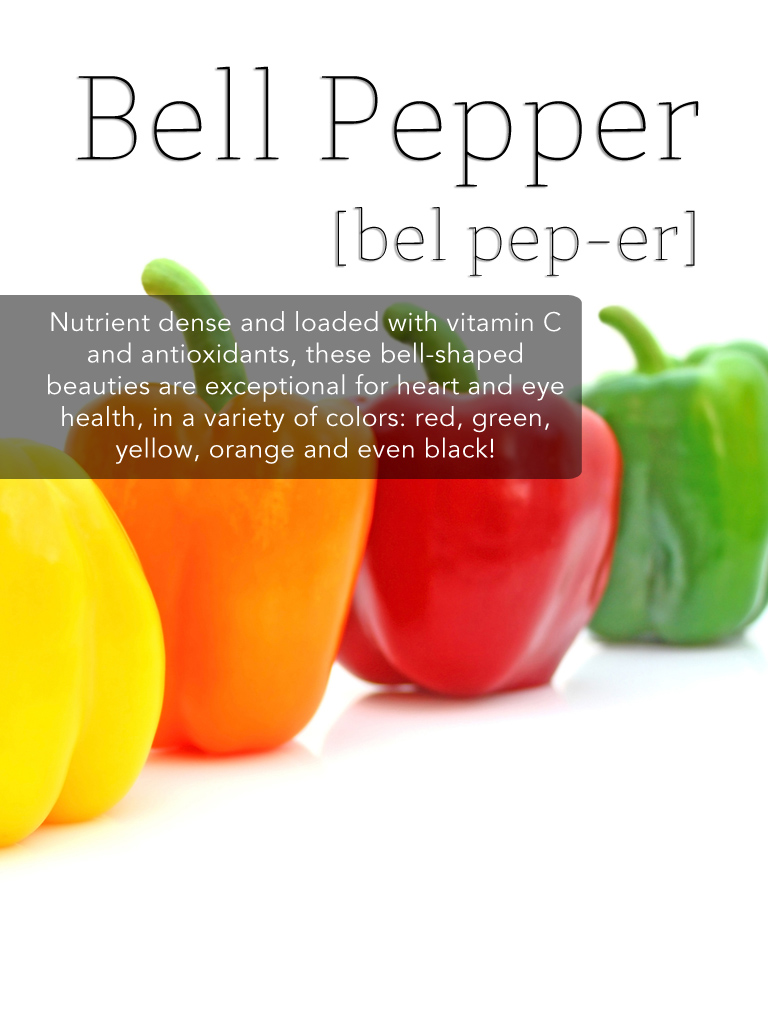 Bell Pepper
[bel pep-er]
Nutrient dense and loaded with vitamin C
and antioxidants, these bell-shaped
beauties are exceptional for heart and eye
health, in a variety of colors: red, green,
yellow, orange and even black!